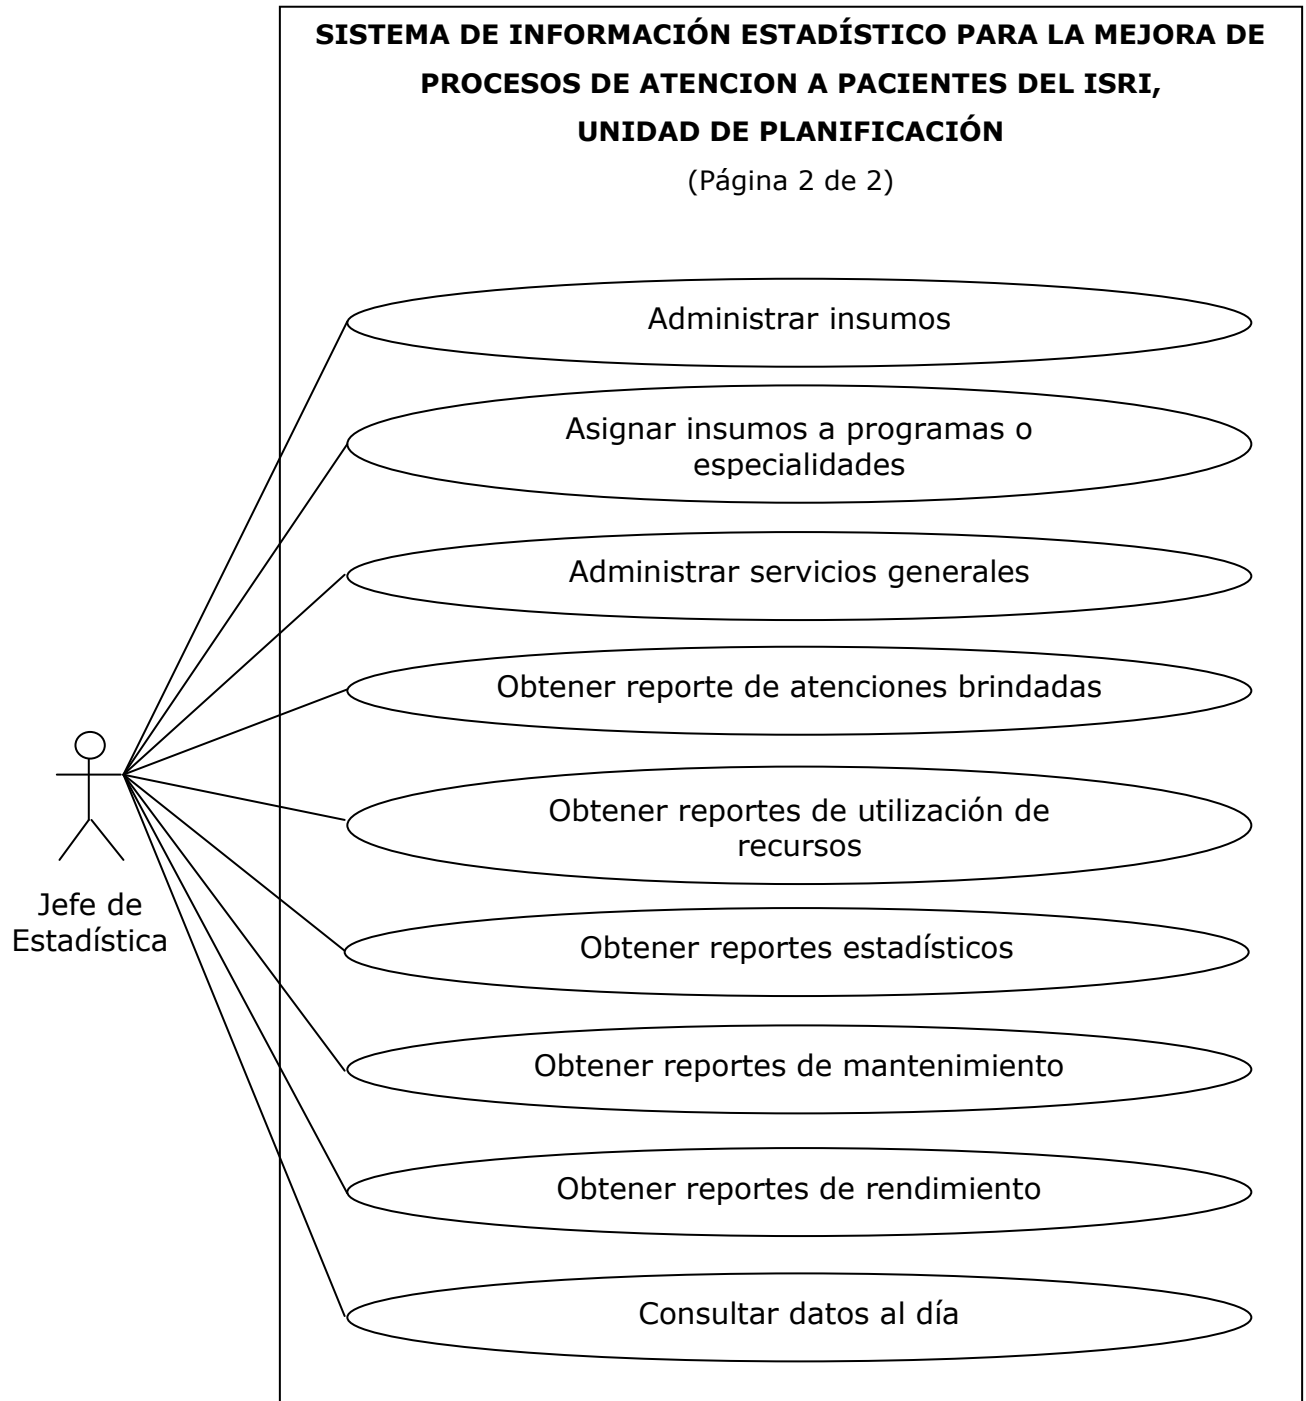 SISTEMA DE INFORMACIÓN ESTADÍSTICO PARA LA MEJORA DE
PROCESOS DE ATENCION A PACIENTES DEL ISRI,
UNIDAD DE PLANIFICACIÓN
(Página 2 de 2)
Administrar insumos
Asignar insumos a programas o
especialidades
Administrar servicios generales
Obtener reporte de atenciones brindadas
Obtener reportes de utilización de
recursos
Jefe de
Estadística
Obtener reportes estadísticos
Obtener reportes de mantenimiento
Obtener reportes de rendimiento
Consultar datos al día